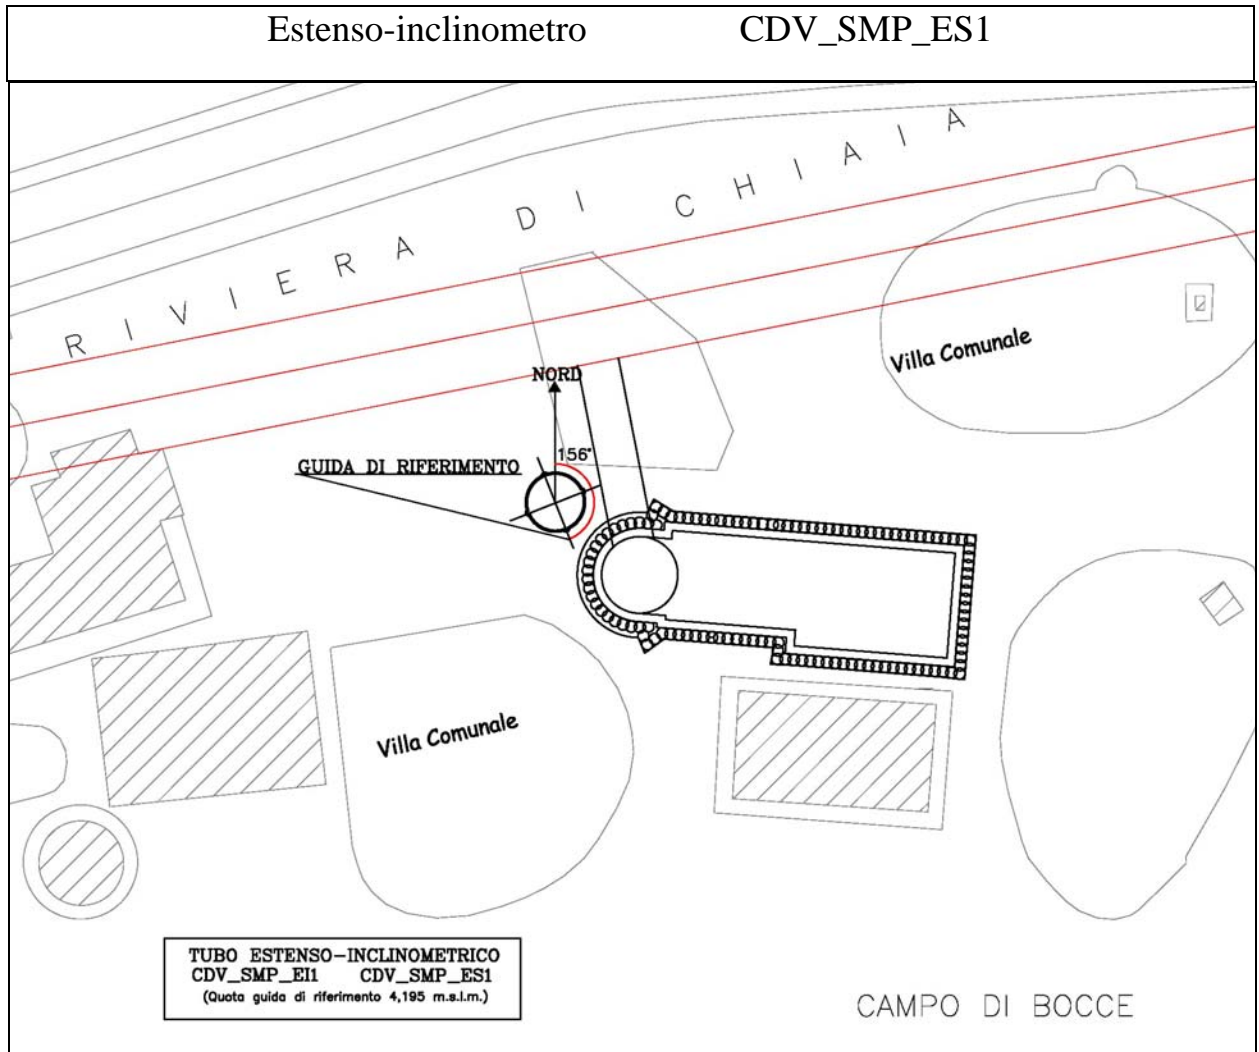 Estenso-inclinometro CDV_SMP_ES1
RIVIERA DI CHIAIA
Villa Comunale
NORD
156°
GUIDA DI RIFERIMENTO
Villa Comunale
TUBO ESTENSO-INCLINOMETRICO
CDV_SMP_EI1 CDV_SMP_ES1
(Quota guida di riferimento 4,195 m.s.l.m.)
CAMPO DI BOCCE